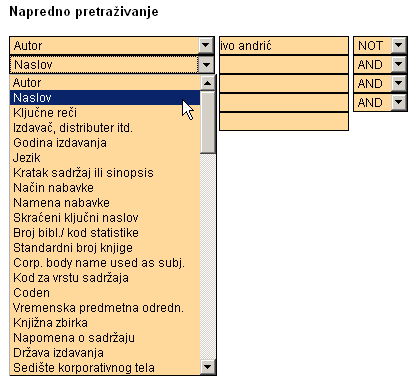 Napredno pretraživanje
Autor ivo andrić NOT
Naslov AND
Autor AND
Naslov AND
Ključne reči
Izdavač, distributer itd.
Godina izdavanja
Jezik
Kratak sadržaj ili sinopsis
Način nabavke
Namena nabavke
Skraćeni ključni naslov
Broj bibl./ kod statistike
Standardni broj knjige
Corp. body name used as subj.
Kod za vrstu sadržaja
Coden
Vremenska predmetna odredn.
Knjižna zbirka
Napomena o sadržaju
Država izdavanja
Sedište korporativnog tela